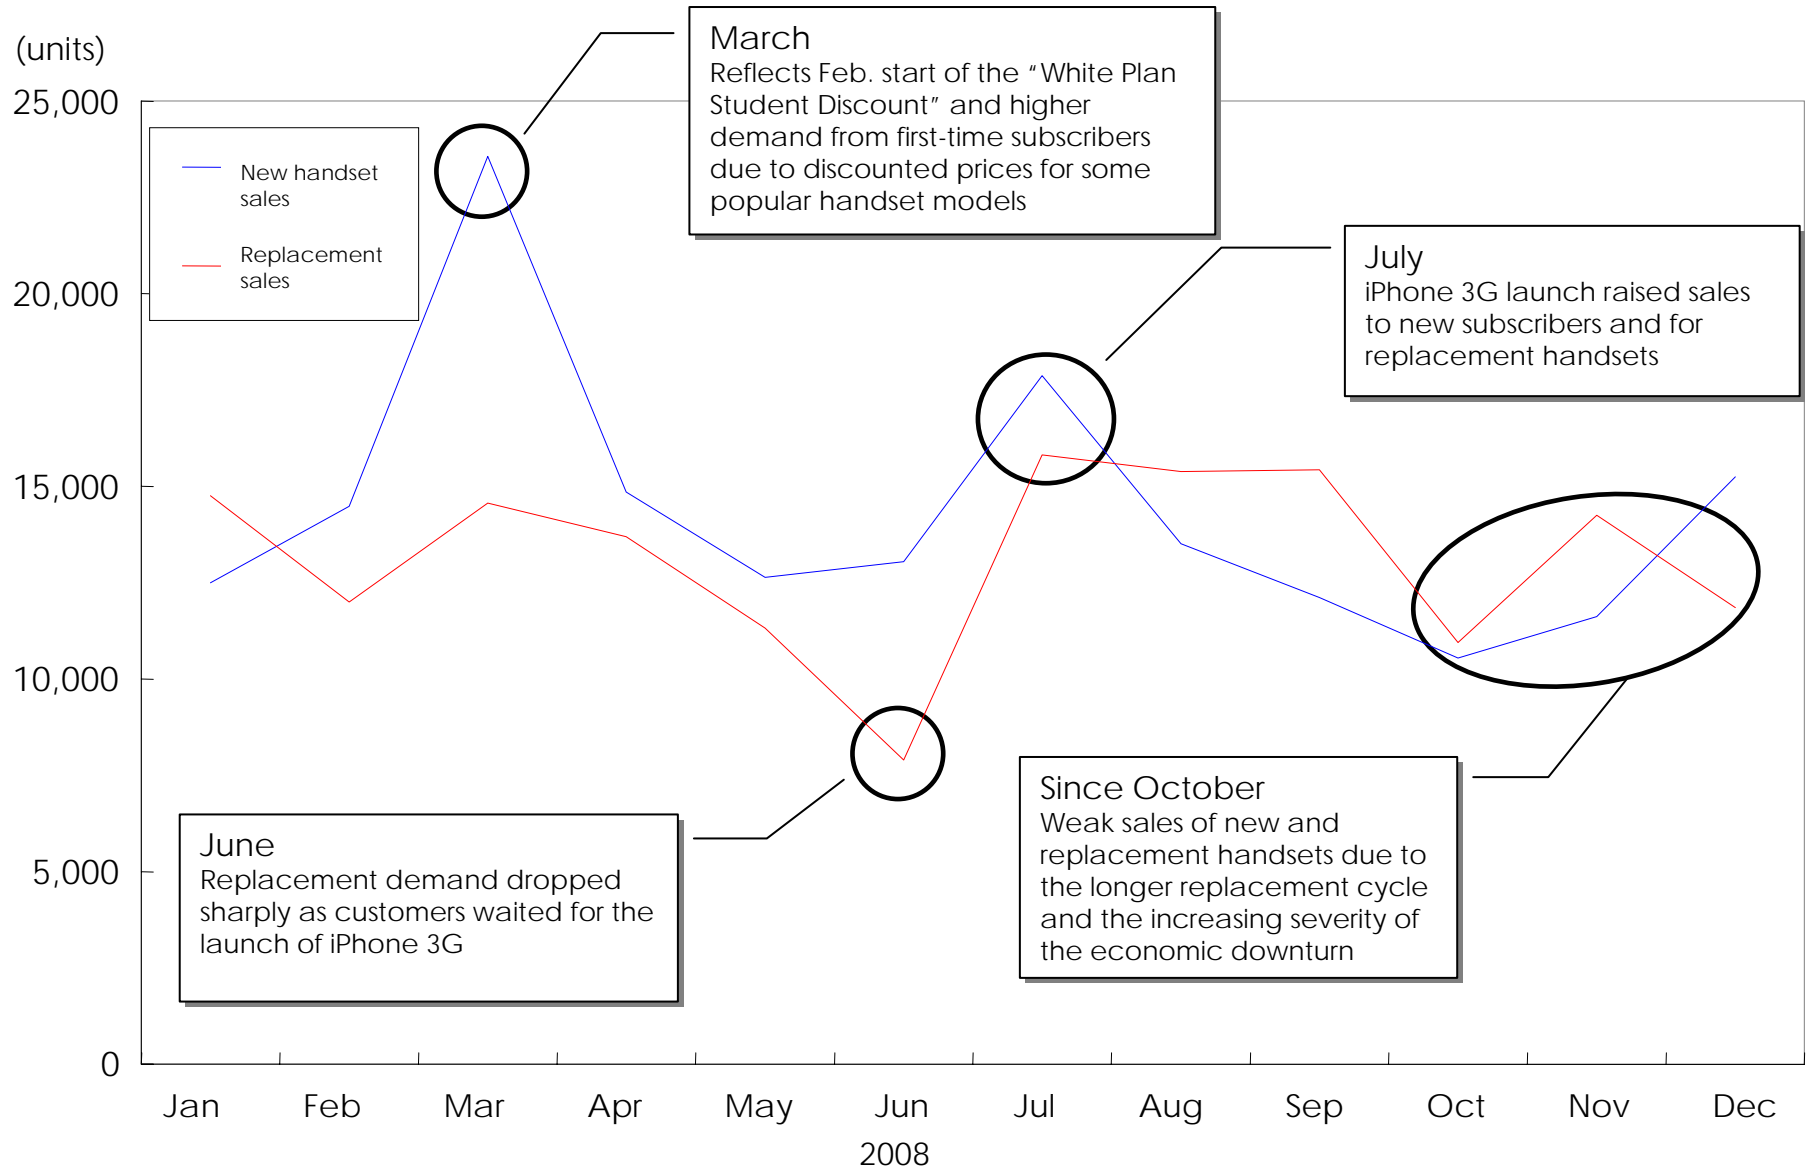 (units)
25,000
20,000
15,000
10,000
5,000
0
New handset
sales
Replacement
sales
March
Reflects Feb. start of the “White Plan
Student Discount” and higher
demand from first-time subscribers
due to discounted prices for some
popular handset models
July
iPhone 3G launch raised sales
to new subscribers and for
replacement handsets
June
Replacement demand dropped
sharply as customers waited for the
launch of iPhone 3G
Since October
Weak sales of new and
replacement handsets due to
the longer replacement cycle
and the increasing severity of
the economic downturn
Jan Feb Mar Apr May Jun Jul Aug Sep Oct Nov Dec
2008